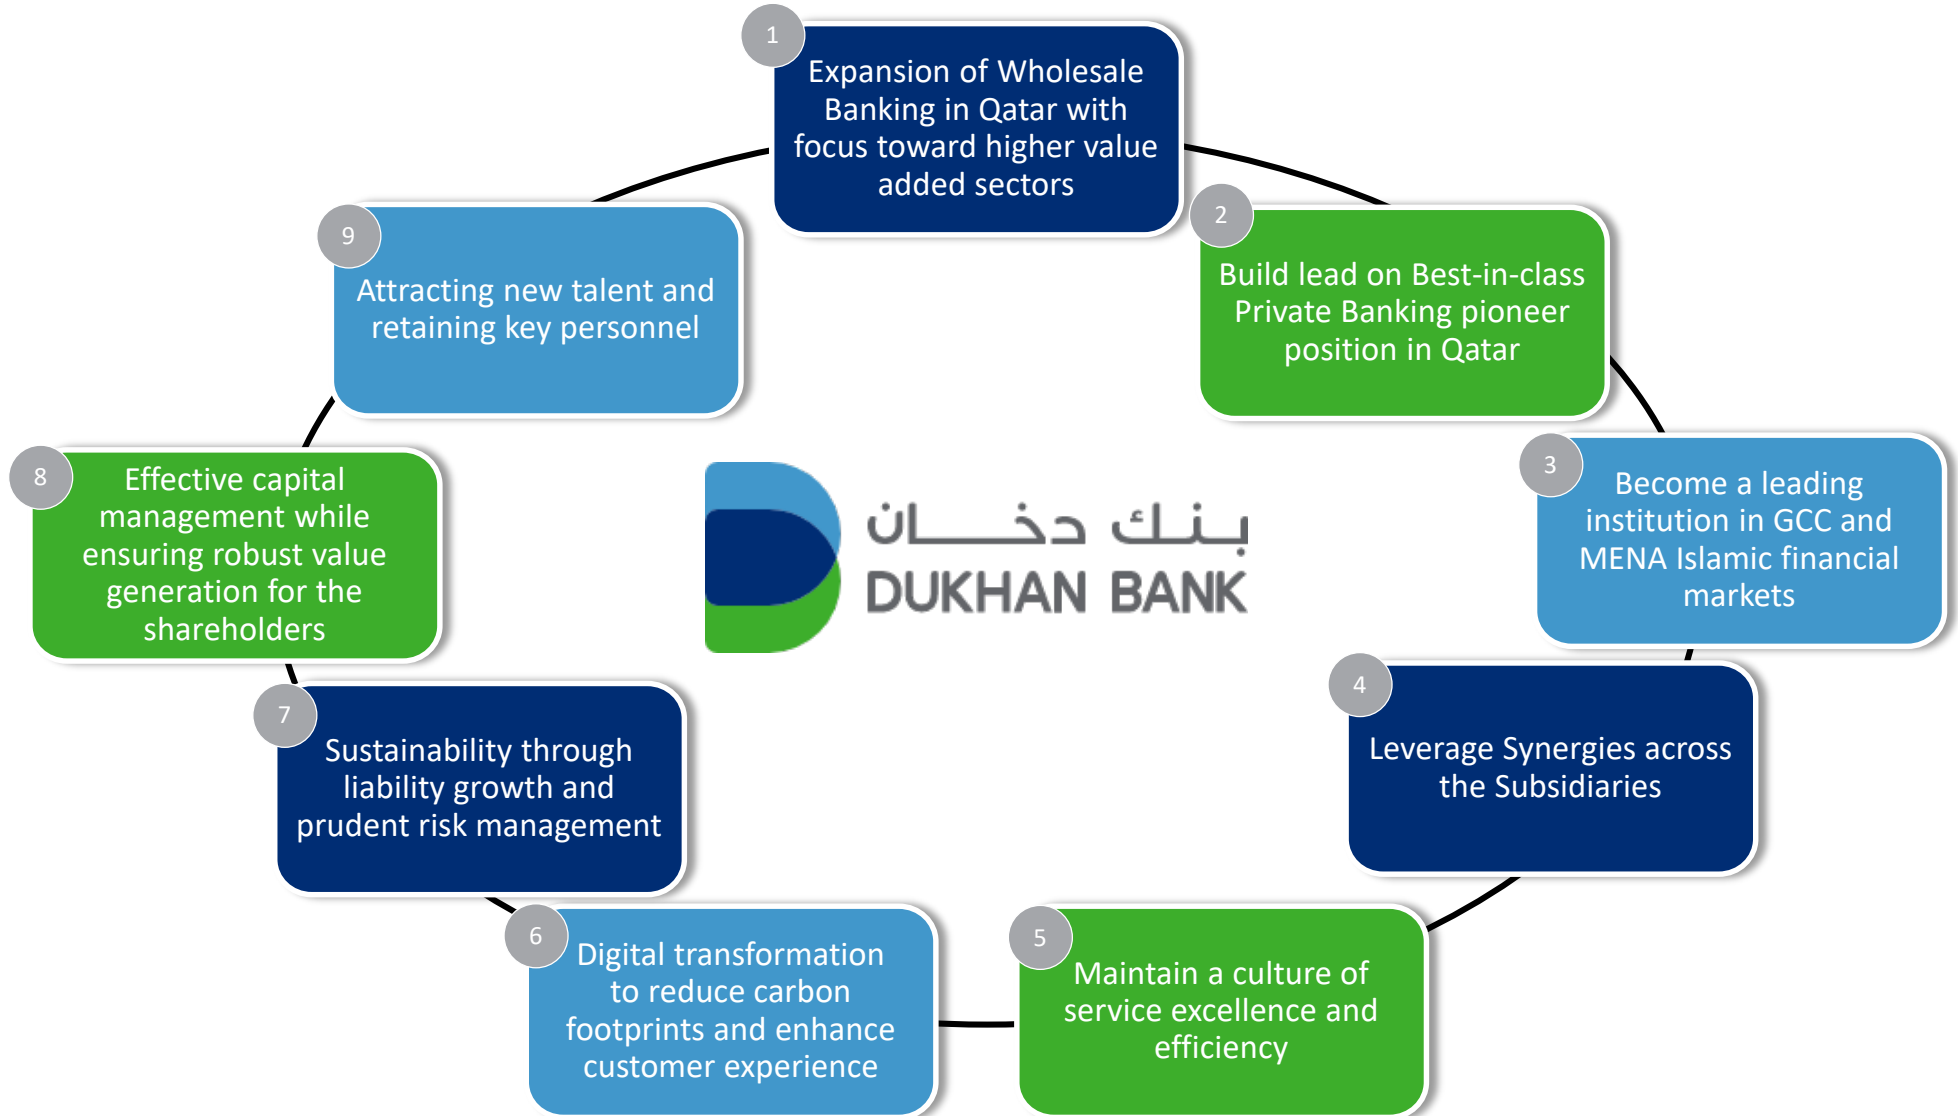 1
Expansion of Wholesale
Banking in Qatar with
focus toward higher value
added sectors
2
Build lead on Best-in-class
Private Banking pioneer
position in Qatar
3
Become a leading
institution in GCC and
MENA Islamic financial
markets
4
Leverage Synergies across
the Subsidiaries
5
Maintain a culture of
service excellence and
efficiency
6
Digital transformation
to reduce carbon
footprints and enhance
customer experience
7
Sustainability through
liability growth and
prudent risk management
8
Effective capital
management while
ensuring robust value
generation for the
shareholders
9
Attracting new talent and
retaining key personnel
بنك دخان
DUKHAN BANK